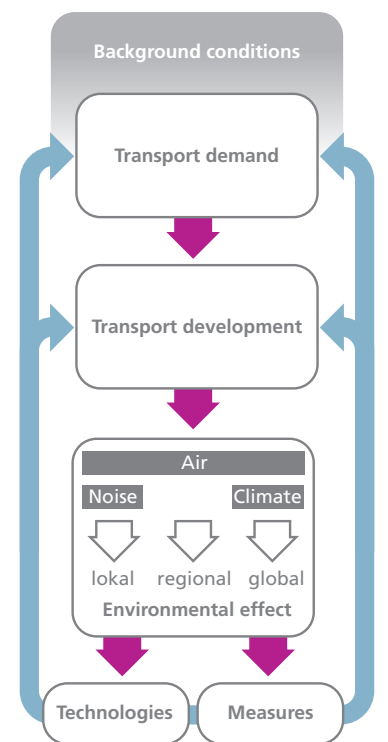 Background conditions
Transport demand
Transport development
Air
Noise Climate
lokal regional global
Environmental effect
Technologies Measures